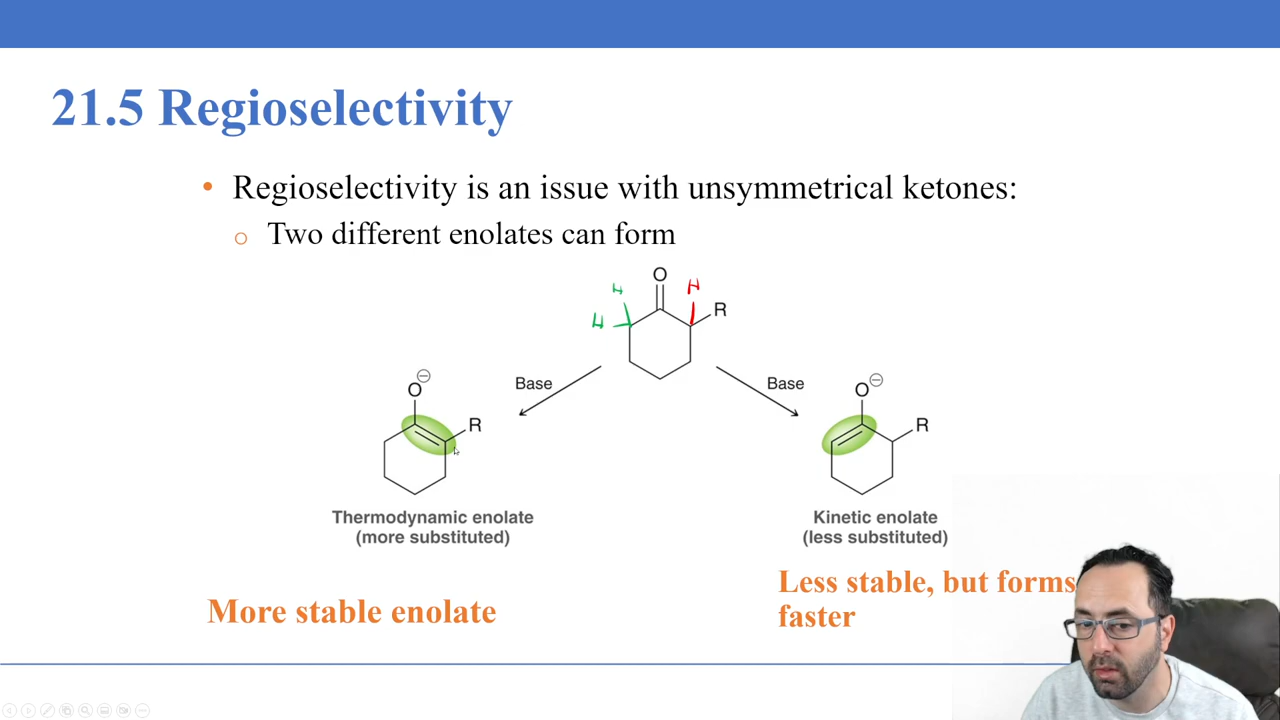 21.5 Regioselectivity
• Regioselectivity is an issue with unsymmetrical ketones:
o Two different enolates can form
O
H H
H R
Base Base
O ⊖ O ⊖
R R
Thermodynamic enolate
(more substituted)
Kinetic enolate
(less substituted)
More stable enolate
Less stable, but forms
faster